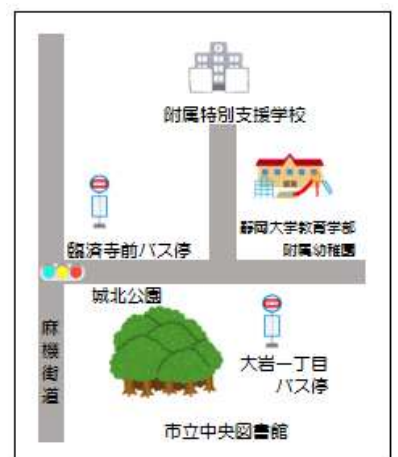 附属特別支援学校
静岡大学教育学部
附属幼稚園
臨済寺前バス停
城北公園
麻機街道
大岩一丁目
バス停
市立中央図書館